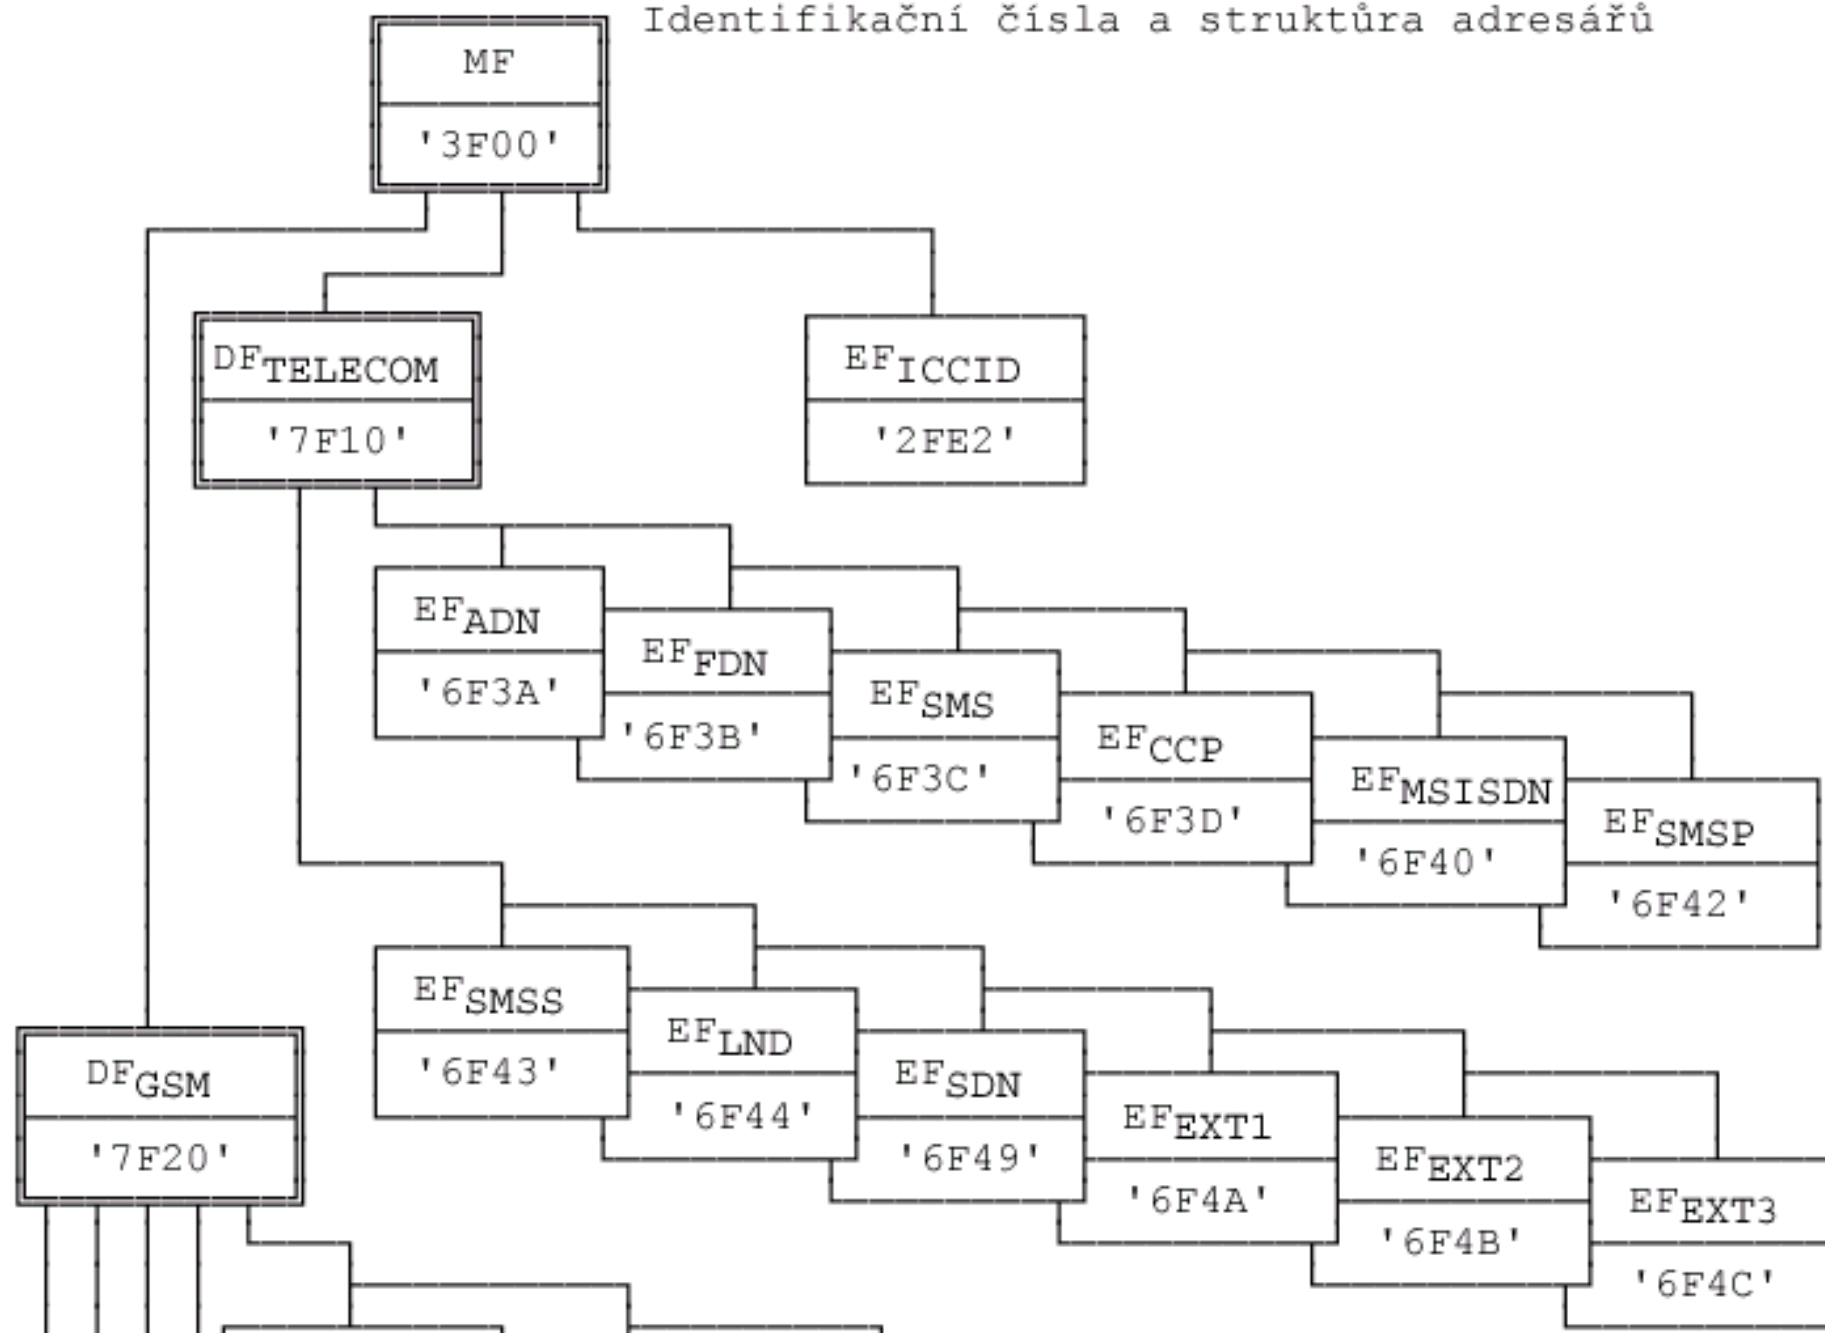 Identifikační čísla a struktůra adresářů
MF
'3F00'
DFTELECOM
'7F10'
EFICCID
'2FE2'
EFADN
'6F3A'
EFFDN
'6F3B'
EFSMS
'6F3C'
EFCCP
'6F3D'
EFMSISDN
'6F40'
EFSMSP
'6F42'
EFSMSS
'6F43'
EFLND
'6F44'
EFSDN
'6F49'
EFEXT1
'6F4A'
EFEXT2
'6F4B'
EFEXT3
'6F4C'
DFGSM
'7F20'